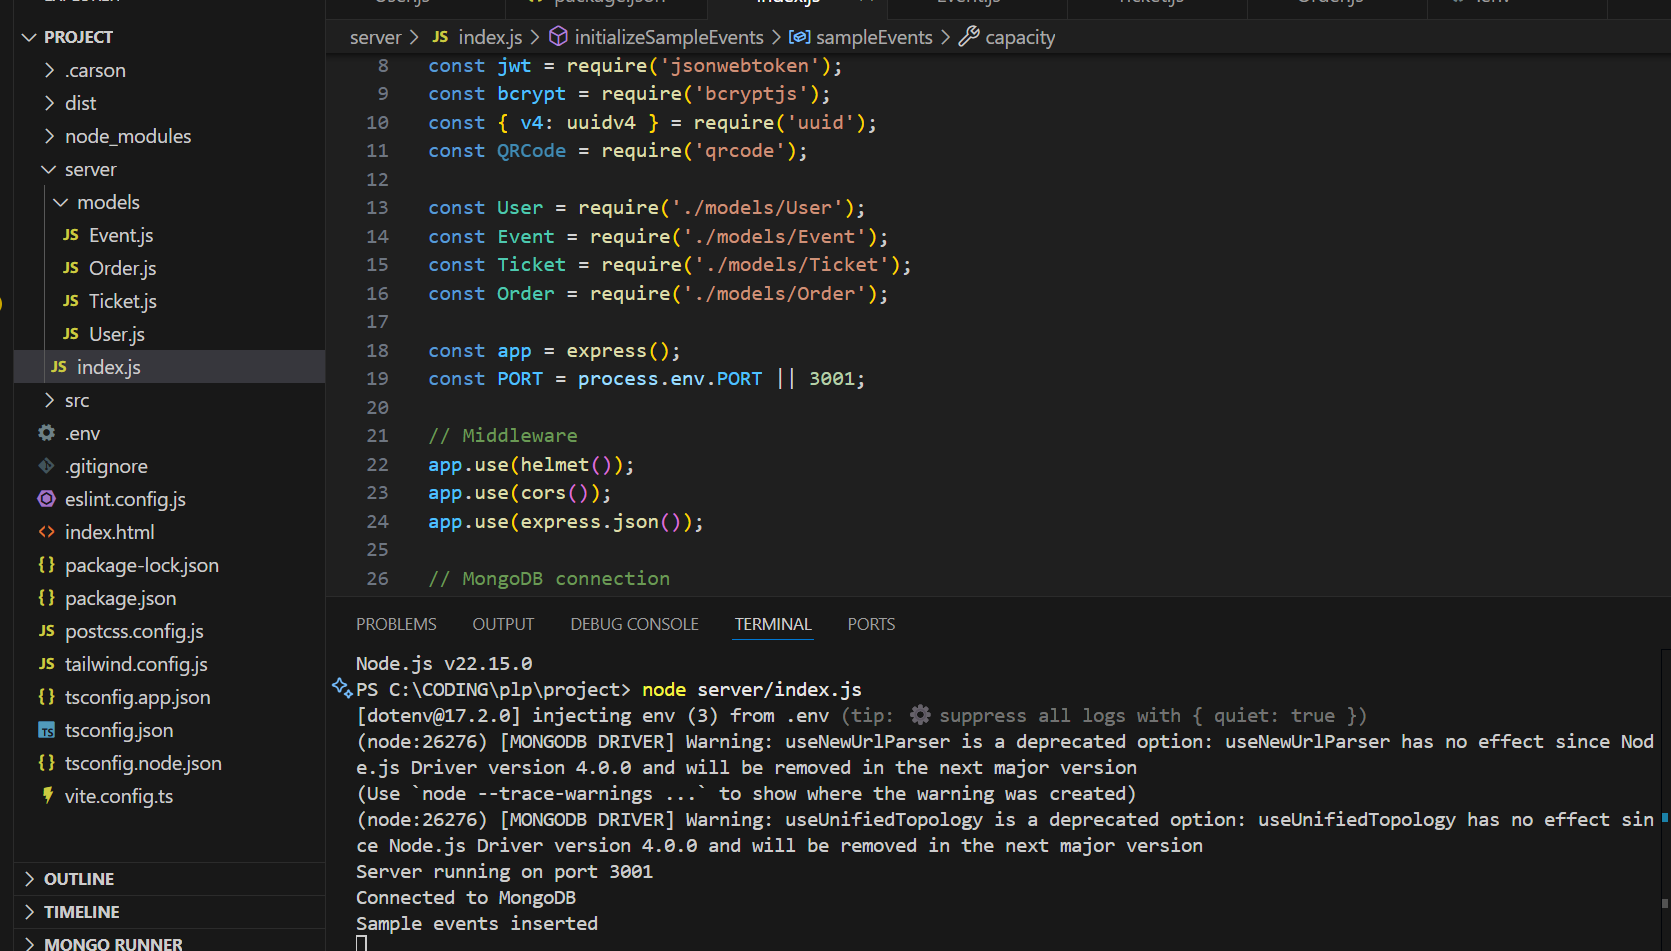 PROJECT
.carson
dist
node_modules
server
models
JS Event.js
JS Order.js
JS Ticket.js
JS User.js
JS index.js
src
.env
.gitignore
eslint.config.js
<> index.html
{} package-lock.json
{} package.json
JS postcss.config.js
JS tailwind.config.js
{} tsconfig.app.json
TS tsconfig.json
{} tsconfig.node.json
vite.config.ts
OUTLINE
TIMELINE
MONGO RUNNER
server > JS index.js > initializeSampleEvents > sampleEvents > capacity
8 const jwt = require('jsonwebtoken');
9 const bcrypt = require('bcryptjs');
10 const { v4: uuidv4 } = require('uuid');
11 const QRCode = require('qrcode');
12
13 const User = require('./models/User');
14 const Event = require('./models/Event');
15 const Ticket = require('./models/Ticket');
16 const Order = require('./models/Order');
17
18 const app = express();
19 const PORT = process.env.PORT || 3001;
20
21 // Middleware
22 app.use(helmet());
23 app.use(cors());
24 app.use(express.json());
25
26 // MongoDB connection
PROBLEMS OUTPUT DEBUG CONSOLE TERMINAL PORTS
Node.js v22.15.0
PS C:\CODING\plp\project> node server/index.js
[dotenv@17.2.0] injecting env (3) from .env (tip: ⚙ suppress all logs with { quiet: true })
(node:26276) [MONGODB DRIVER] Warning: useNewUrlParser is a deprecated option: useNewUrlParser has no effect since Nod
e.js Driver version 4.0.0 and will be removed in the next major version
(Use `node --trace-warnings ...` to show where the warning was created)
(node:26276) [MONGODB DRIVER] Warning: useUnifiedTopology is a deprecated option: useUnifiedTopology has no effect sin
ce Node.js Driver version 4.0.0 and will be removed in the next major version
Server running on port 3001
Connected to MongoDB
Sample events inserted